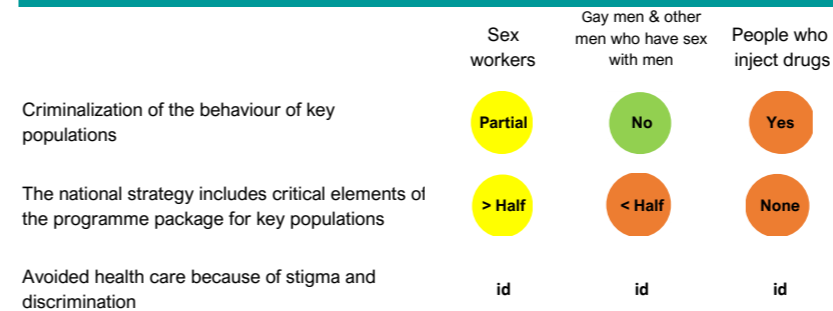 Sex workers
Gay men & other men who have sex with men
People who inject drugs
Criminalization of the behaviour of key populations
Partial
No
Yes
The national strategy includes critical elements of the programme package for key populations
> Half
< Half
None
Avoided health care because of stigma and discrimination
id
id
id